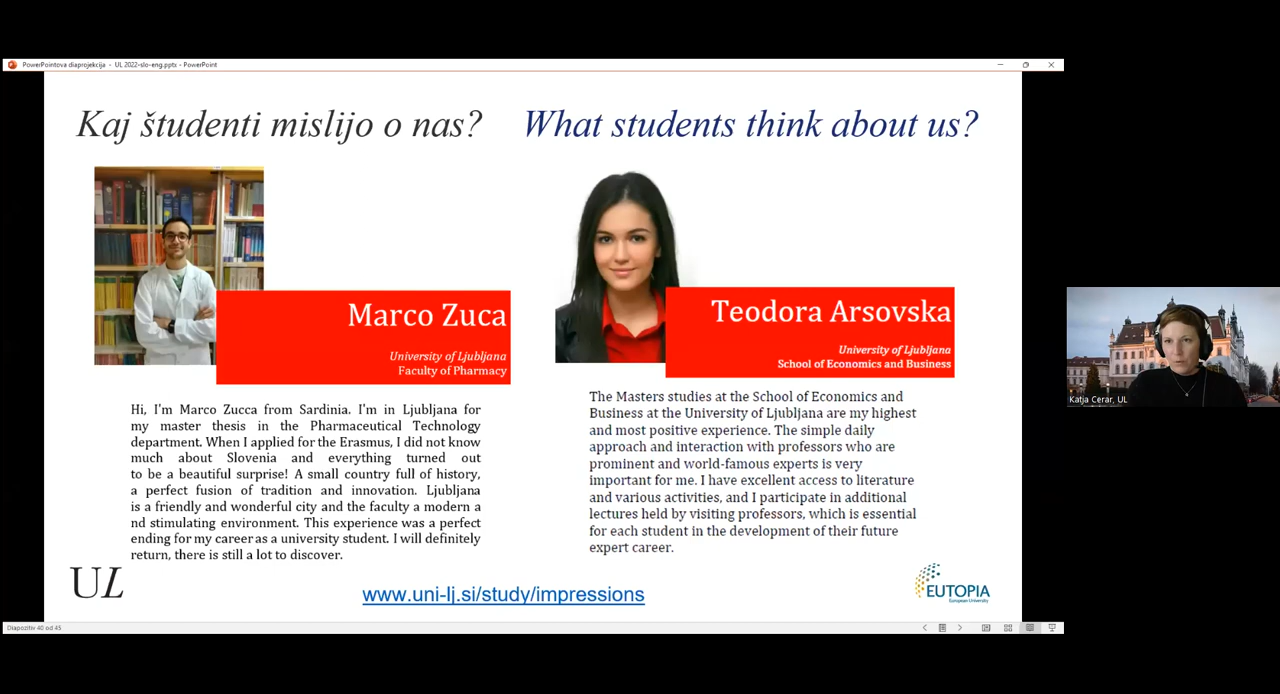 PowerPointova diaprojekcija - UL 2022-slo-eng.pptx - PowerPoint
Kaj študenti mislijo o nas?
What students think about us?
Marco Zuca
University of Ljubljana
Faculty of Pharmacy
Hi, I'm Marco Zucca from Sardinia. I'm in Ljubljana for
my master thesis in the Pharmaceutical Technology
department. When I applied for the Erasmus, I did not know
much about Slovenia and everything turned out
to be a beautiful surprise! A small country full of history,
a perfect fusion of tradition and innovation. Ljubljana
is a friendly and wonderful city and the faculty a modern a
nd stimulating environment. This experience was a perfect
ending for my career as a university student. I will definitely
return, there is still a lot to discover.
Teodora Arsovska
University of Ljubljana
School of Economics and Business
The Masters studies at the School of Economics and
Business at the University of Ljubljana are my highest
and most positive experience. The simple daily
approach and interaction with professors who are
prominent and world-famous experts is very
important for me. I have excellent access to literature
and various activities, and I participate in additional
lectures held by visiting professors, which is essential
for each student in the development of their future
expert career.
UL
www.uni-lj.si/study/impressions
EUTOPIA
European University
Diapozitiv 40 od 45
Katja Cerar, UL